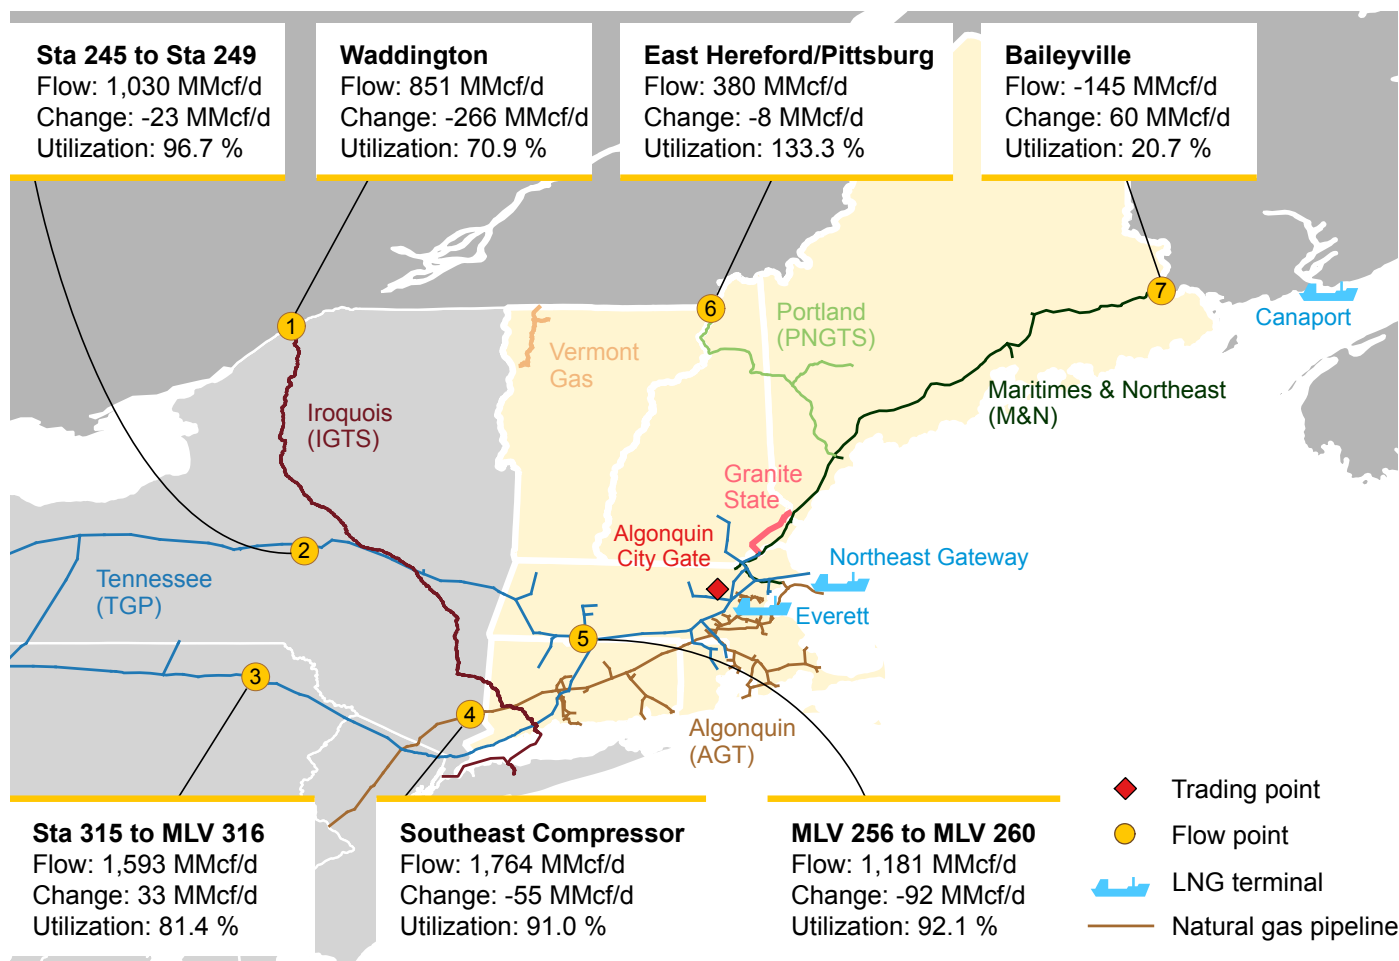 Sta 245 to Sta 249
Flow: 1,030 MMcf/d
Change: -23 MMcf/d
Utilization: 96.7 %
Waddington
Flow: 851 MMcf/d
Change: -266 MMcf/d
Utilization: 70.9 %
East Hereford/Pittsburg
Flow: 380 MMcf/d
Change: -8 MMcf/d
Utilization: 133.3 %
Baileyville
Flow: -145 MMcf/d
Change: 60 MMcf/d
Utilization: 20.7 %
7
6
1
Canaport
Portland
(PNGTS)
Vermont
Gas
Maritimes & Northeast
(M&N)
Iroquois
(IGTS)
Granite
State
Algonquin
City Gate
2
Northeast Gateway
Tennessee
(TGP)
Everett
5
3
4
Algonquin
(AGT)
Sta 315 to MLV 316
Flow: 1,593 MMcf/d
Change: 33 MMcf/d
Utilization: 81.4 %
Southeast Compressor
Flow: 1,764 MMcf/d
Change: -55 MMcf/d
Utilization: 91.0 %
MLV 256 to MLV 260
Flow: 1,181 MMcf/d
Change: -92 MMcf/d
Utilization: 92.1 %
Trading point
Flow point
LNG terminal
Natural gas pipeline